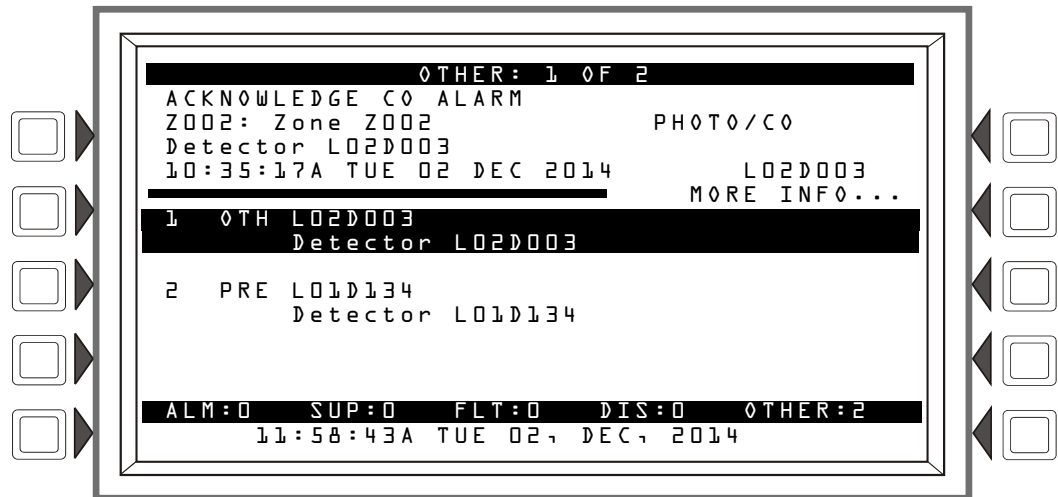 OTHER: 1 OF 2
ACKNOWLEDGE CO ALARM
Z002: Zone Z002 PHOTO/CO
Detector L02D003
10:35:17A TUE 02 DEC 2014 L02D003
MORE INFO...
1 OTH L02D003
Detector L02D003
2 PRE L01D134
Detector L01D134
ALM:0 SUP:0 FLT:0 DIS:0 OTHER:2
11:58:43A TUE 02, DEC, 2014